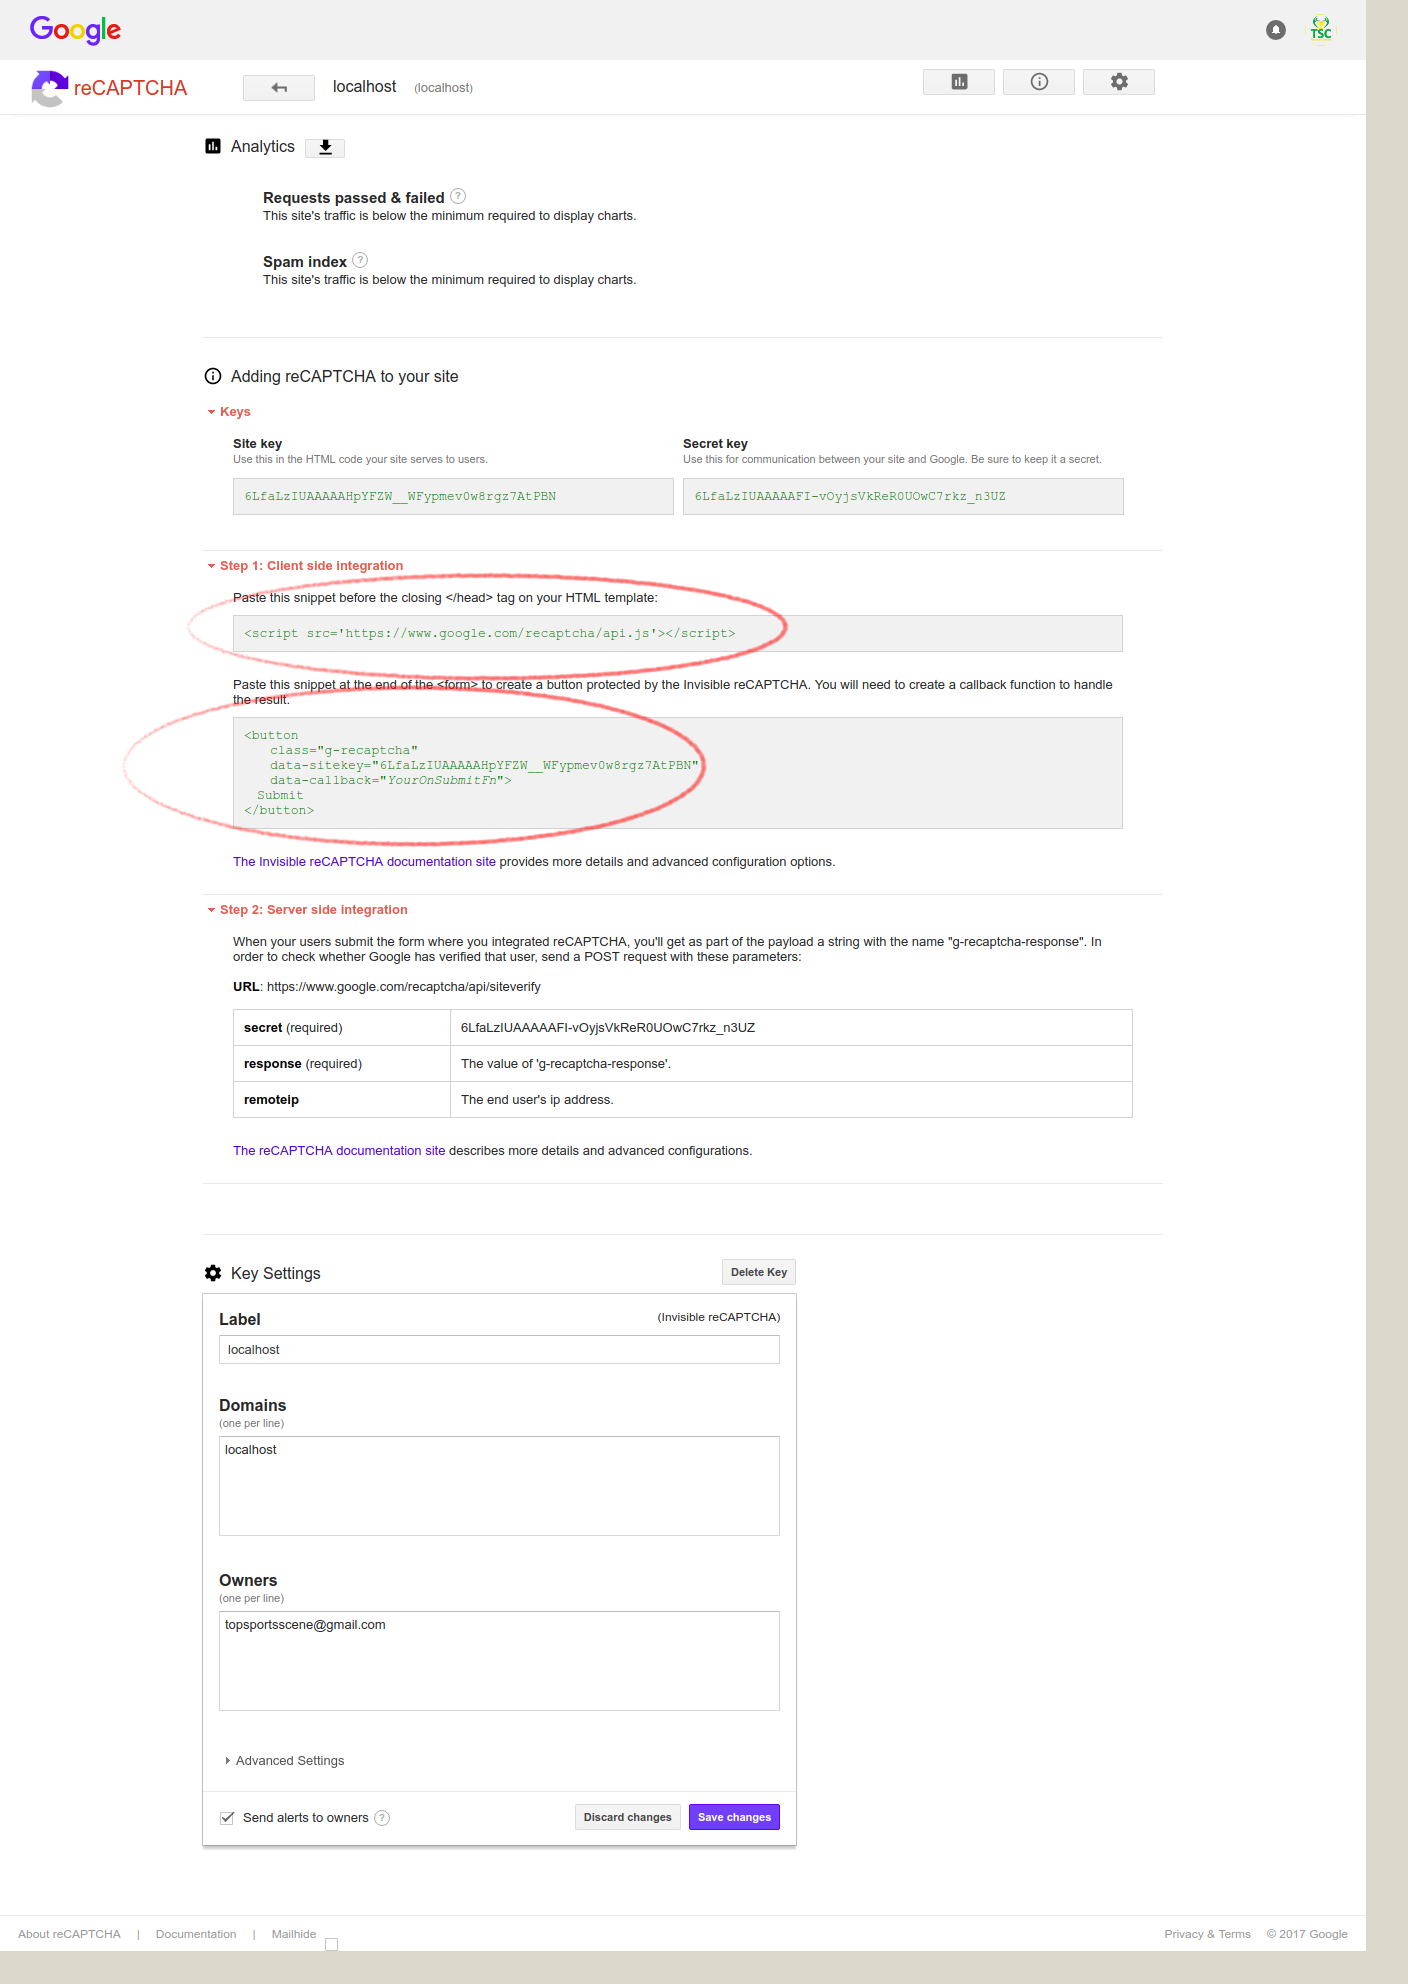 Google
TSC
reCAPTCHA
localhost (localhost)
Analytics
Requests passed & failed ?
This site's traffic is below the minimum required to display charts.
Spam index ?
This site's traffic is below the minimum required to display charts.
Adding reCAPTCHA to your site
Keys
Site key
Use this in the HTML code your site serves to users.
6LfaLzIUAAAAAHpYFZW__WFypmev0w8rgz7AtPBN
Secret key
Use this for communication between your site and Google. Be sure to keep it a secret.
6LfaLzIUAAAAAFI-vOyjsVkReR0UOwC7rkz_n3UZ
Step 1: Client side integration
Paste this snippet before the closing </head> tag on your HTML template:
<script src='https://www.google.com/recaptcha/api.js'></script>
Paste this snippet at the end of the <form> to create a button protected by the Invisible reCAPTCHA. You will need to create a callback function to handle
the result.
<button
class="g-recaptcha"
data-sitekey="6LfaLzIUAAAAAHpYFZW__WFypmev0w8rgz7AtPBN"
data-callback="YourOnSubmitFn">
Submit
</button>
The Invisible reCAPTCHA documentation site provides more details and advanced configuration options.
Step 2: Server side integration
When your users submit the form where you integrated reCAPTCHA, you'll get as part of the payload a string with the name "g-recaptcha-response". In
order to check whether Google has verified that user, send a POST request with these parameters:
URL: https://www.google.com/recaptcha/api/siteverify
secret (required) 6LfaLzIUAAAAAFI-vOyjsVkReR0UOwC7rkz_n3UZ
response (required) The value of 'g-recaptcha-response'.
remoteip The end user's ip address.
The reCAPTCHA documentation site describes more details and advanced configurations.
Key Settings
Delete Key
Label (Invisible reCAPTCHA)
localhost
Domains
(one per line)
localhost
Owners
(one per line)
topsportsscene@gmail.com
Advanced Settings
Send alerts to owners ? Discard changes Save changes
About reCAPTCHA | Documentation | Mailhide Privacy & Terms © 2017 Google